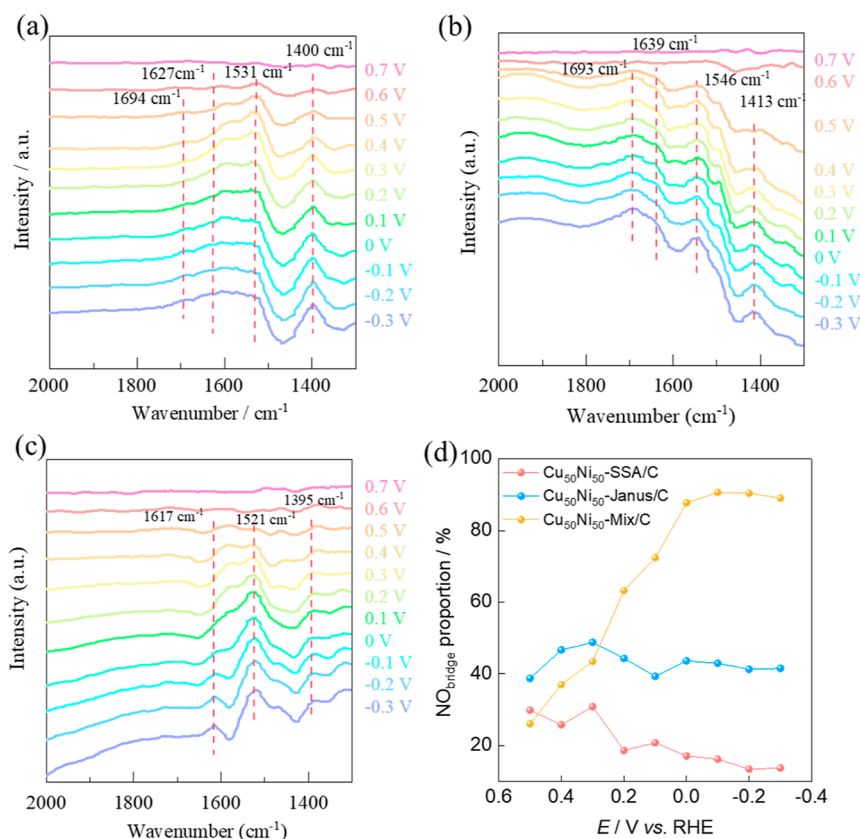 (a)
1400 cm⁻¹
1627cm⁻¹ 1531 cm⁻¹
1694 cm⁻¹
0.7 V
0.6 V
0.5 V
0.4 V
0.3 V
0.2 V
0.1 V
0 V
-0.1 V
-0.2 V
-0.3 V
Intensity / a.u.
2000 1800 1600 1400
Wavenumber / cm⁻¹
(b)
1639 cm⁻¹
1693 cm⁻¹ 1546 cm⁻¹
1413 cm⁻¹
0.7 V
0.6 V
0.5 V
0.4 V
0.3 V
0.2 V
0.1 V
0 V
-0.1 V
-0.2 V
-0.3 V
Intensity (a.u.)
2000 1800 1600 1400
Wavenumber (cm⁻¹)
(c)
1395 cm⁻¹
1617 cm⁻¹ 1521 cm⁻¹
0.7 V
0.6 V
0.5 V
0.4 V
0.3 V
0.2 V
0.1 V
0 V
-0.1 V
-0.2 V
-0.3 V
Intensity (a.u.)
2000 1800 1600 1400
Wavenumber (cm⁻¹)
(d)
Cu₅₀Ni₅₀-SSA/C
Cu₅₀Ni₅₀-Janus/C
Cu₅₀Ni₅₀-Mix/C
100
80
60
40
20
NO_bridge proportion / %
0.6 0.4 0.2 0.0 -0.2 -0.4
E / V vs. RHE